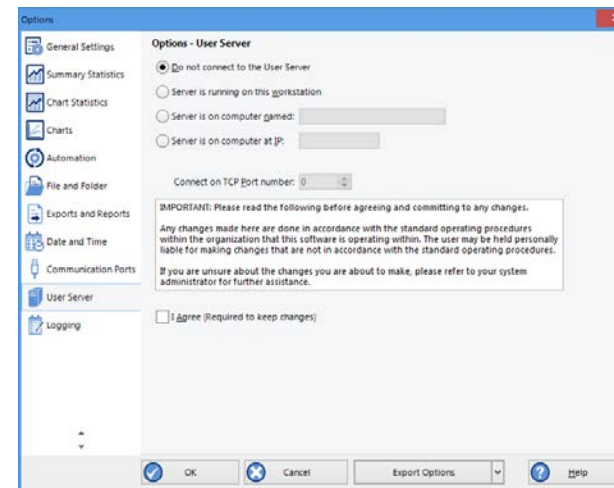 Options
General Settings
Summary Statistics
Chart Statistics
Charts
Automation
File and Folder
Exports and Reports
Date and Time
Communication Ports
User Server
Logging
Options - User Server
Do not connect to the User Server
Server is running on this workstation
Server is on computer named:
Server is on computer at IP:
Connect on TCP Port number: 0
IMPORTANT: Please read the following before agreeing and committing to any changes.
Any changes made here are done in accordance with the standard operating procedures
within the organization that this software is operating within. The user may be held personally
liable for making changes that are not in accordance with the standard operating procedures.
If you are unsure about the changes you are about to make, please refer to your system
administrator for further assistance.
I Agree (Required to keep changes)
OK
Cancel
Export Options
Help